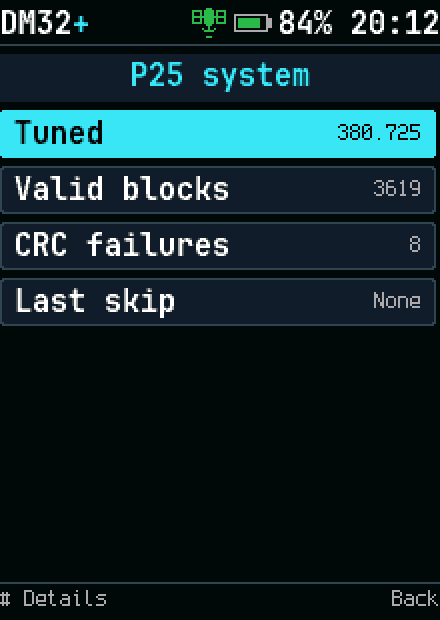 DM32+ 84% 20:12
P25 system
Tuned 380.725
Valid blocks 3619
CRC failures 8
Last skip None
# Details Back